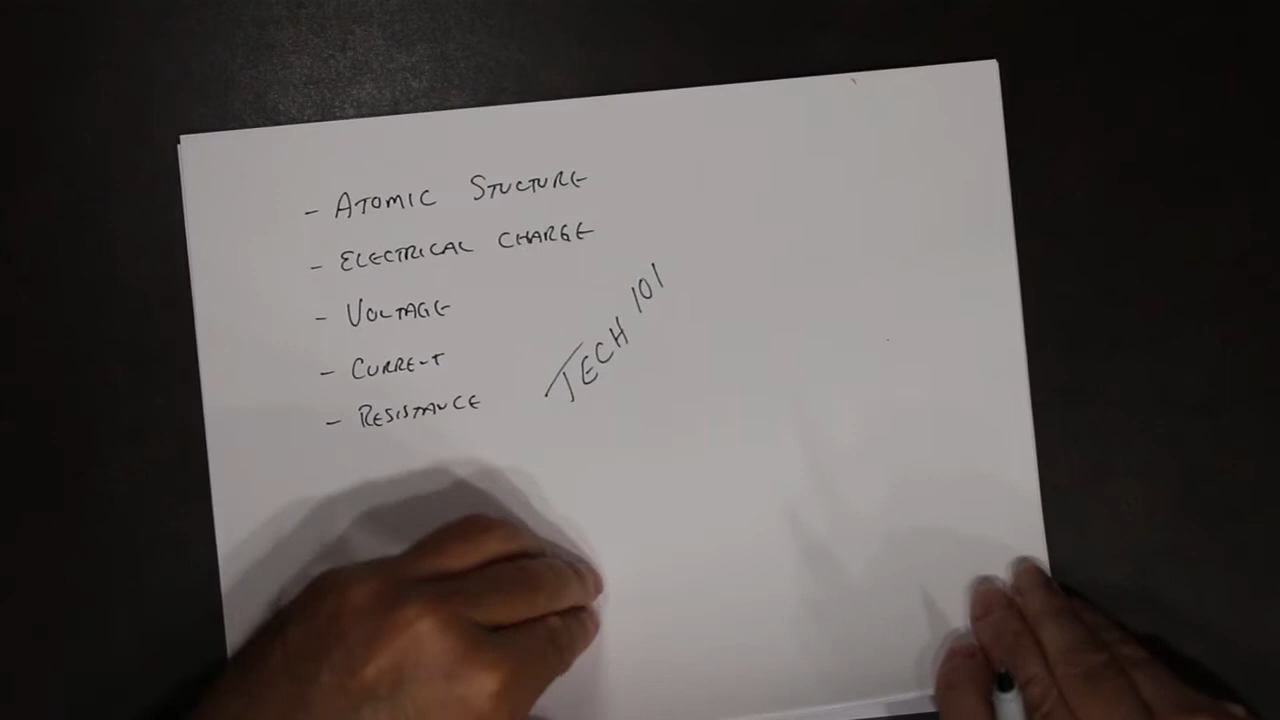 - ATOMIC STUCTURE
- ELECTRICAL CHARGE
- VOLTAGE
- CURRENT
- RESISTANCE
TECH 101